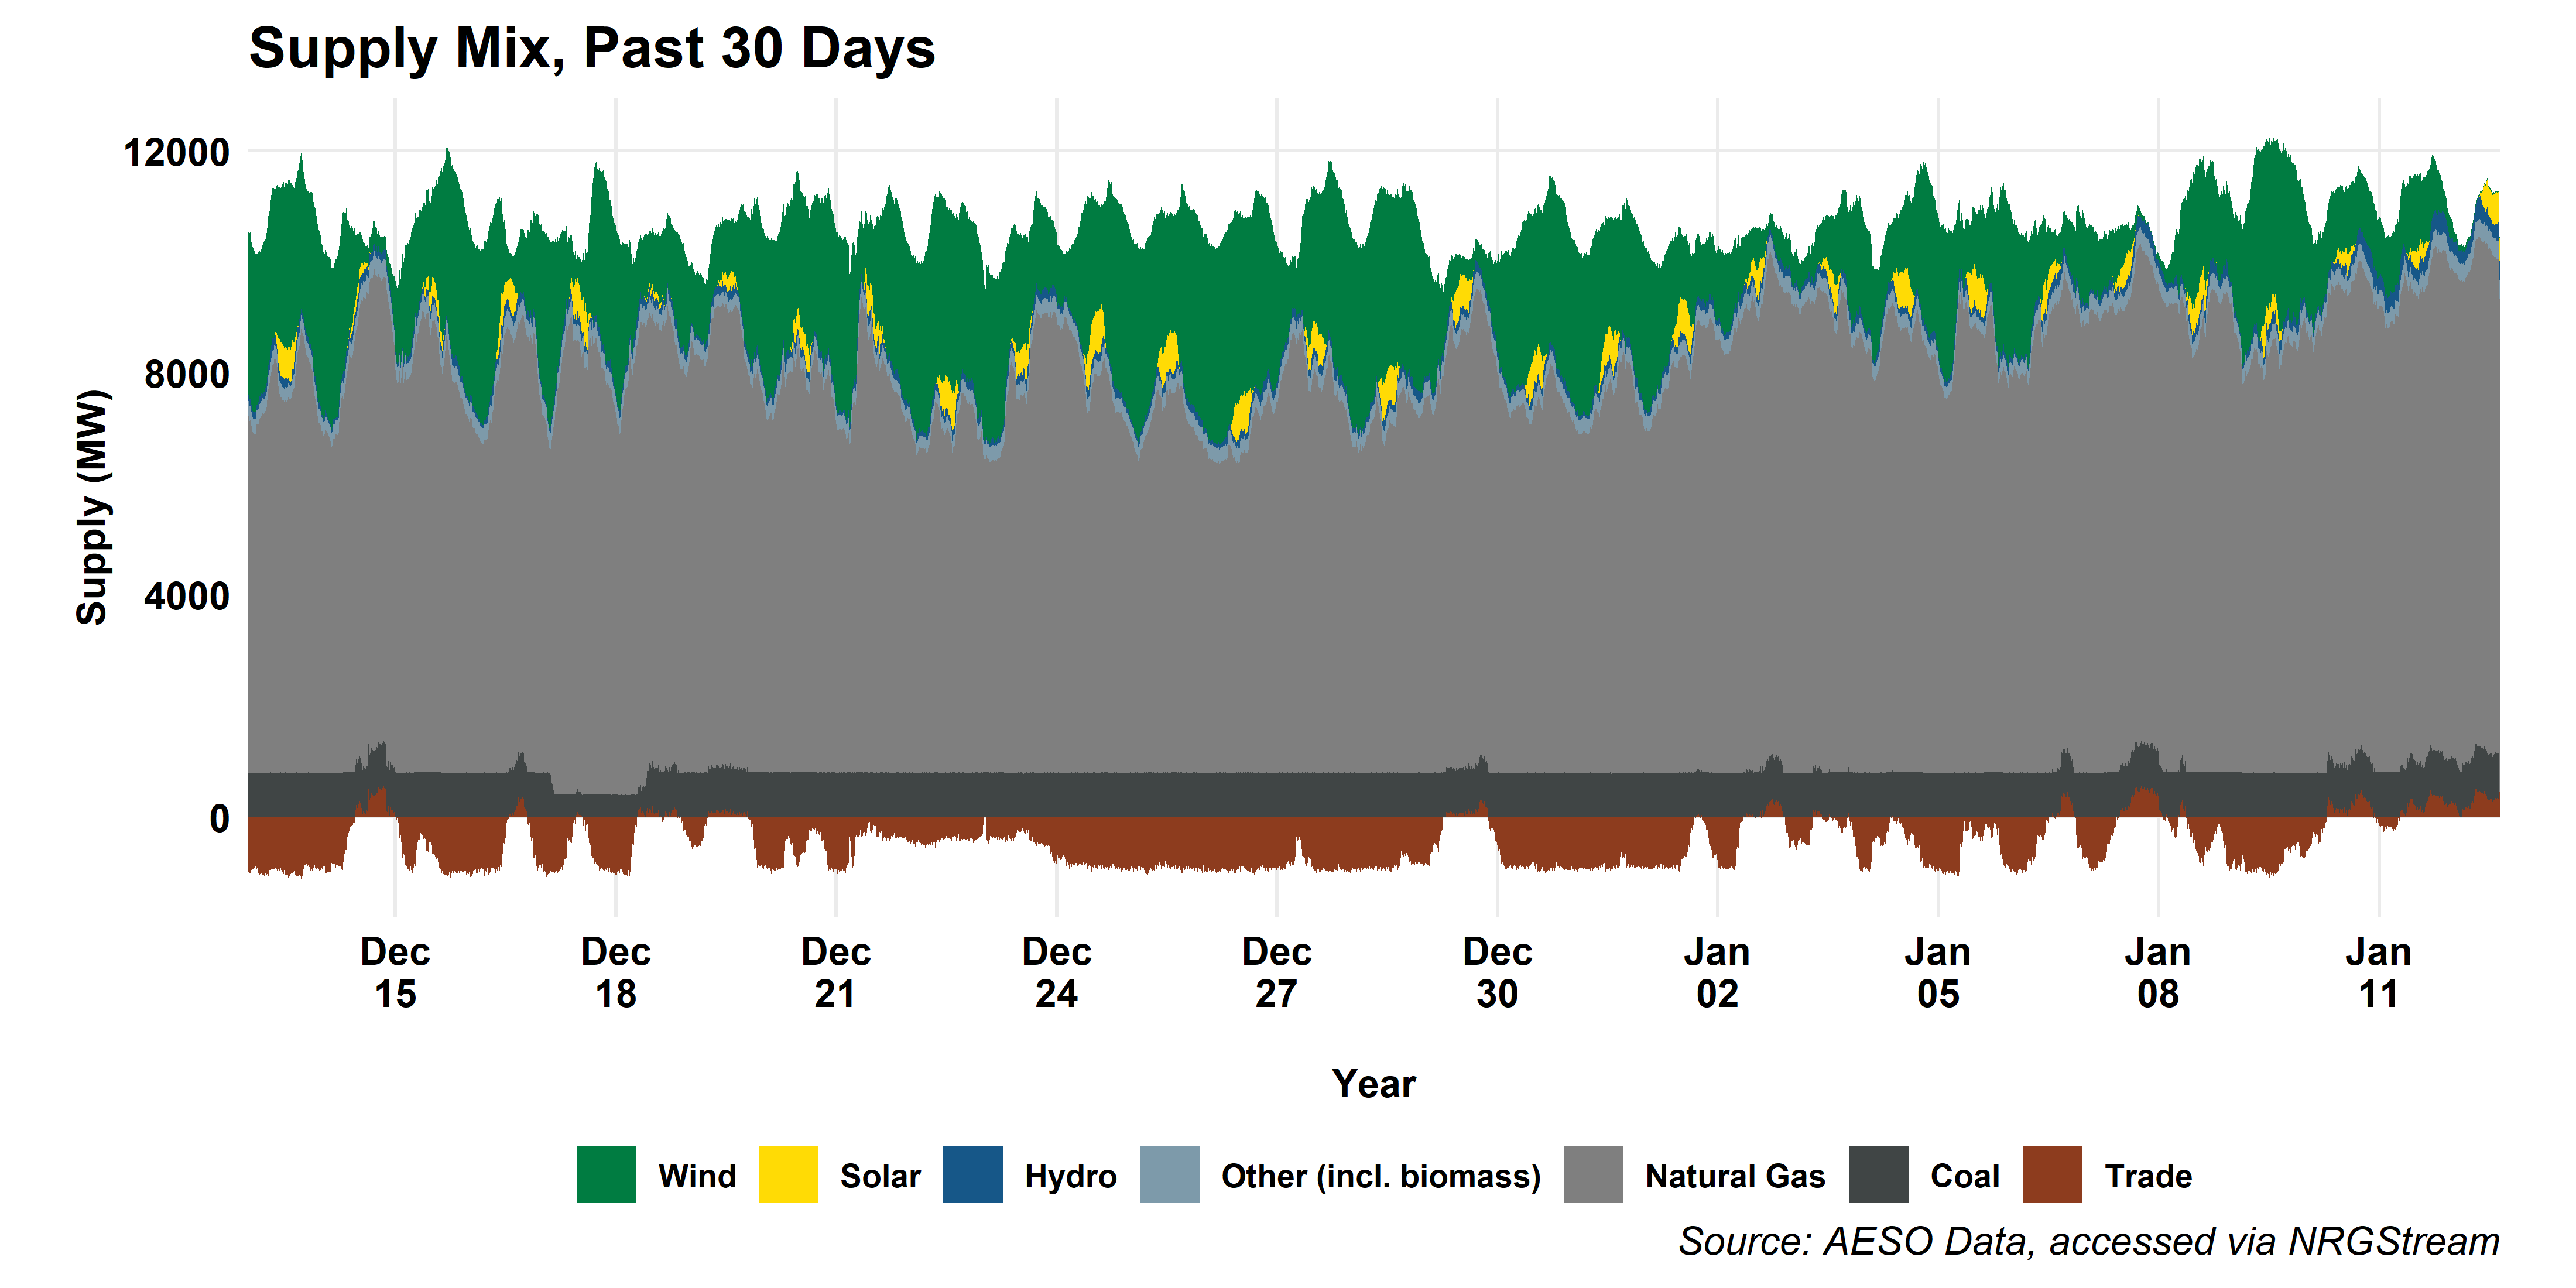 Supply Mix, Past 30 Days
12000
8000
4000
0
Supply (MW)
Dec 15
Dec 18
Dec 21
Dec 24
Dec 27
Dec 30
Jan 02
Jan 05
Jan 08
Jan 11
Year
Wind Solar Hydro Other (incl. biomass) Natural Gas Coal Trade
Source: AESO Data, accessed via NRGStream